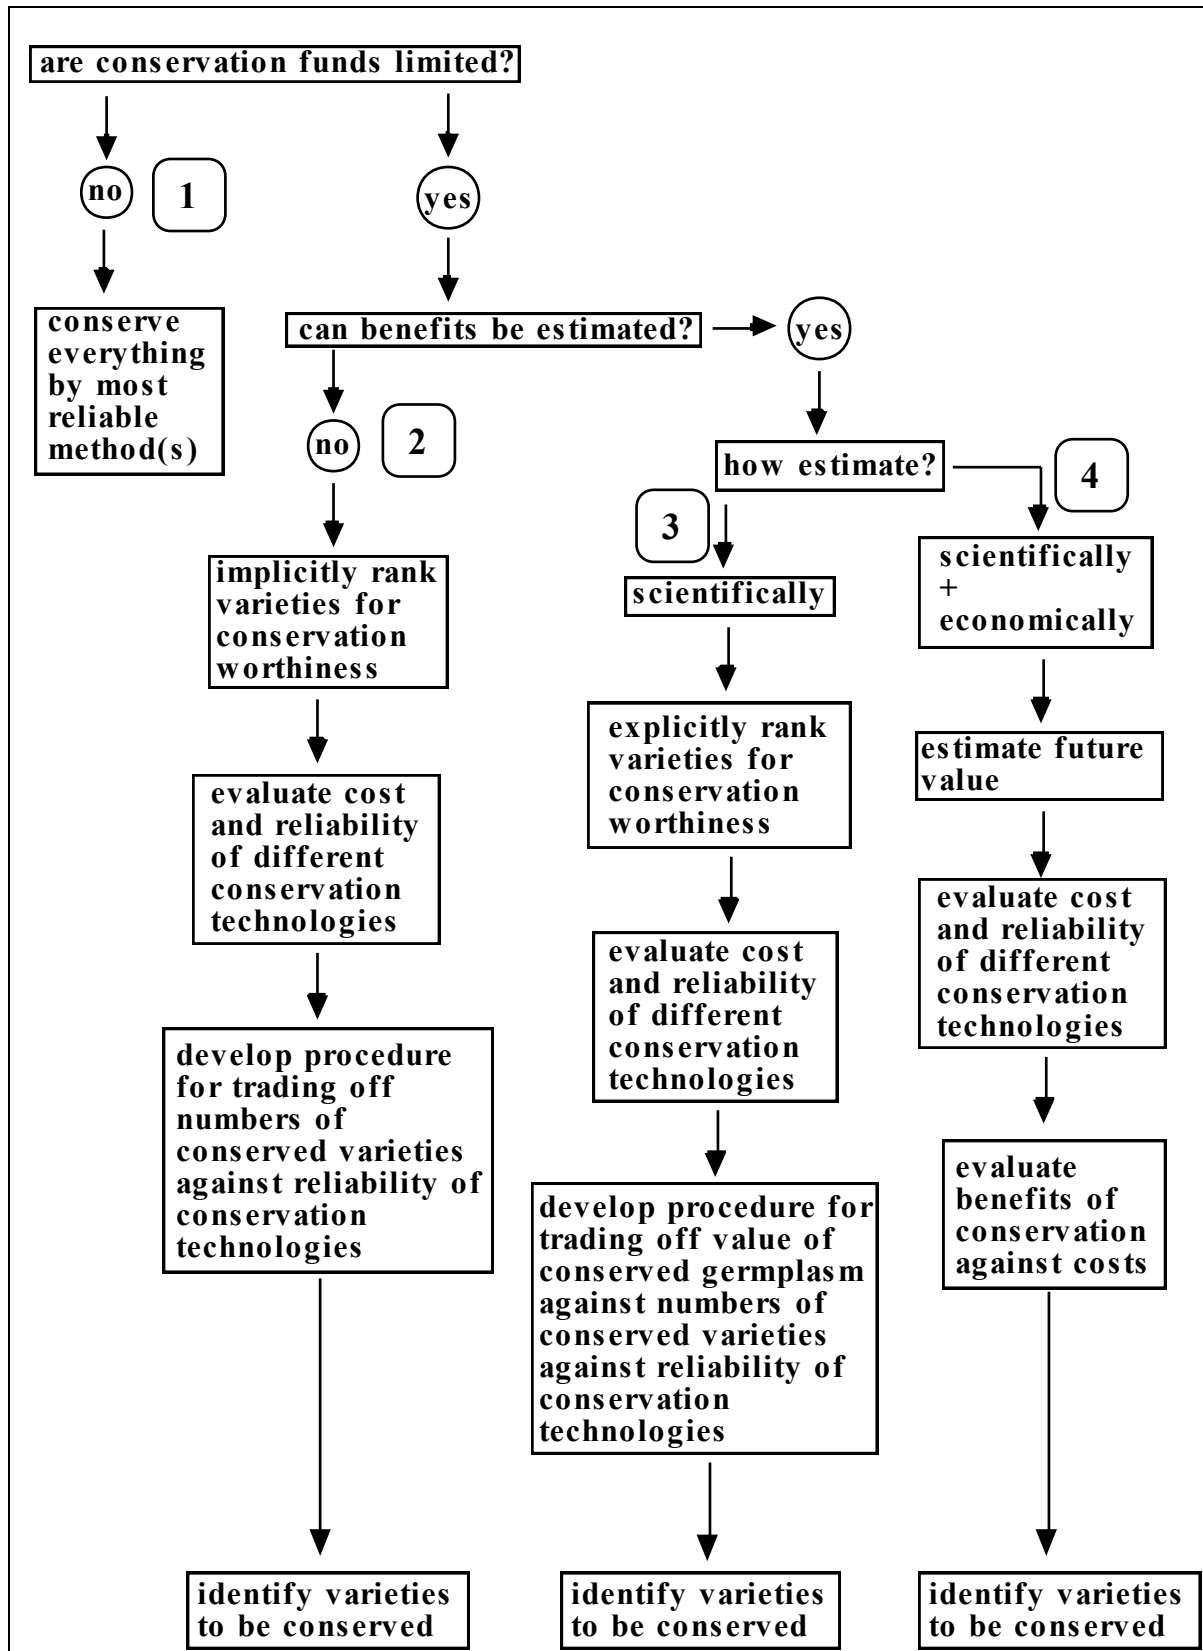 are conservation funds limited?
no
1
yes
conserve
everything
by most
reliable
method(s)
can benefits be estimated?
yes
no
2
how estimate?
3
4
implicitly rank
varieties for
conservation
worthiness
scientifically
scientifically
+
economically
evaluate cost
and reliability
of different
conservation
technologies
explicitly rank
varieties for
conservation
worthiness
estimate future
value
develop procedure
for trading off
numbers of
conserved varieties
against reliability of
conservation
technologies
evaluate cost
and reliability
of different
conservation
technologies
evaluate cost
and reliability
of different
conservation
technologies
develop procedure for
trading off value of
conserved germplasm
against numbers of
conserved varieties
against reliability of
conservation
technologies
evaluate
benefits of
conservation
against costs
identify varieties
to be conserved
identify varieties
to be conserved
identify varieties
to be conserved